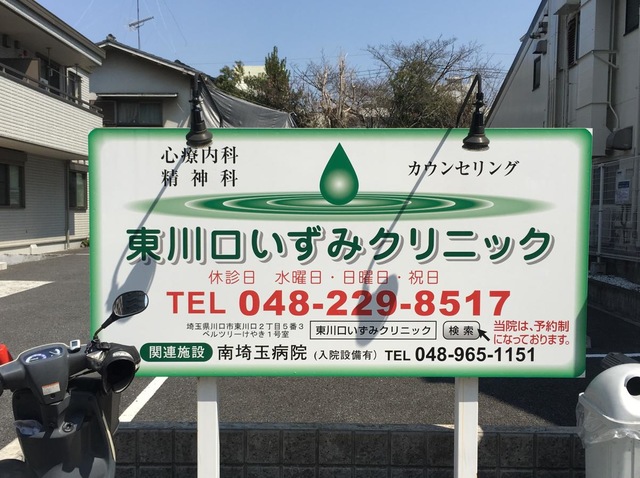 心療内科
精神科
カウンセリング
東川口いずみクリニック
休診日 水曜日・日曜日・祝日
TEL 048-229-8517
埼玉県川口市東川口2丁目5番3
ベルツリーけやき1号室
東川口いずみクリニック 検索
当院は、予約制
になっております。
関連施設 南埼玉病院 (入院設備有) TEL 048-965-1151